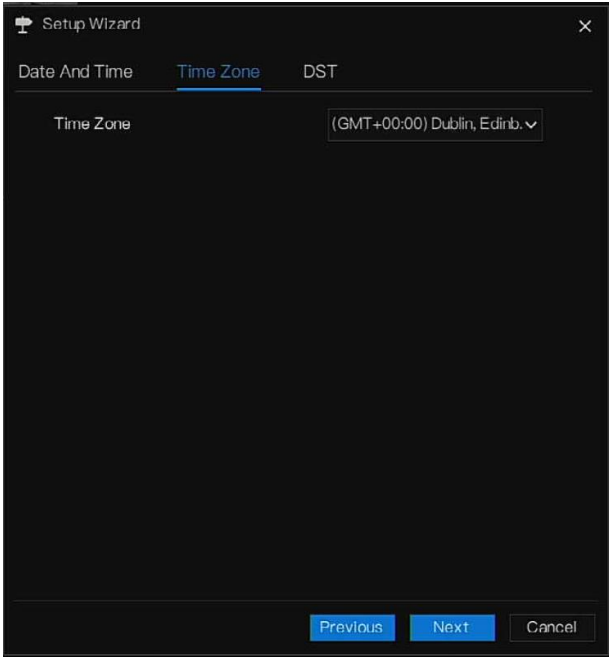 Setup Wizard
Date And Time Time Zone DST
Time Zone (GMT+00:00) Dublin, Edinb.
Previous Next Cancel